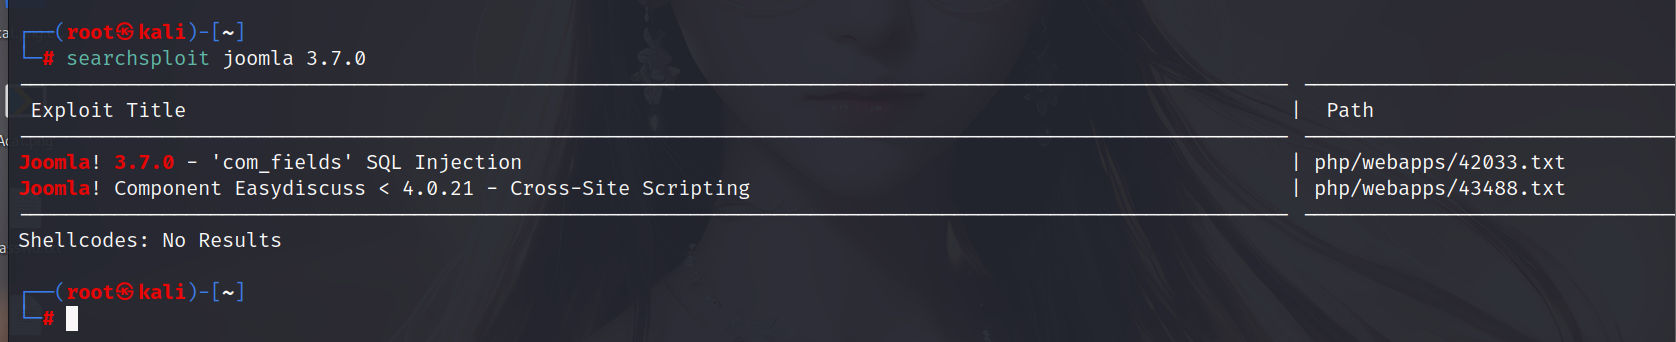 ┌──(root㉿kali)-[~]
└─# searchsploit joomla 3.7.0
Exploit Title | Path
Joomla! 3.7.0 - 'com_fields' SQL Injection | php/webapps/42033.txt
Joomla! Component Easydiscuss < 4.0.21 - Cross-Site Scripting | php/webapps/43488.txt
Shellcodes: No Results
┌──(root㉿kali)-[~]
└─#